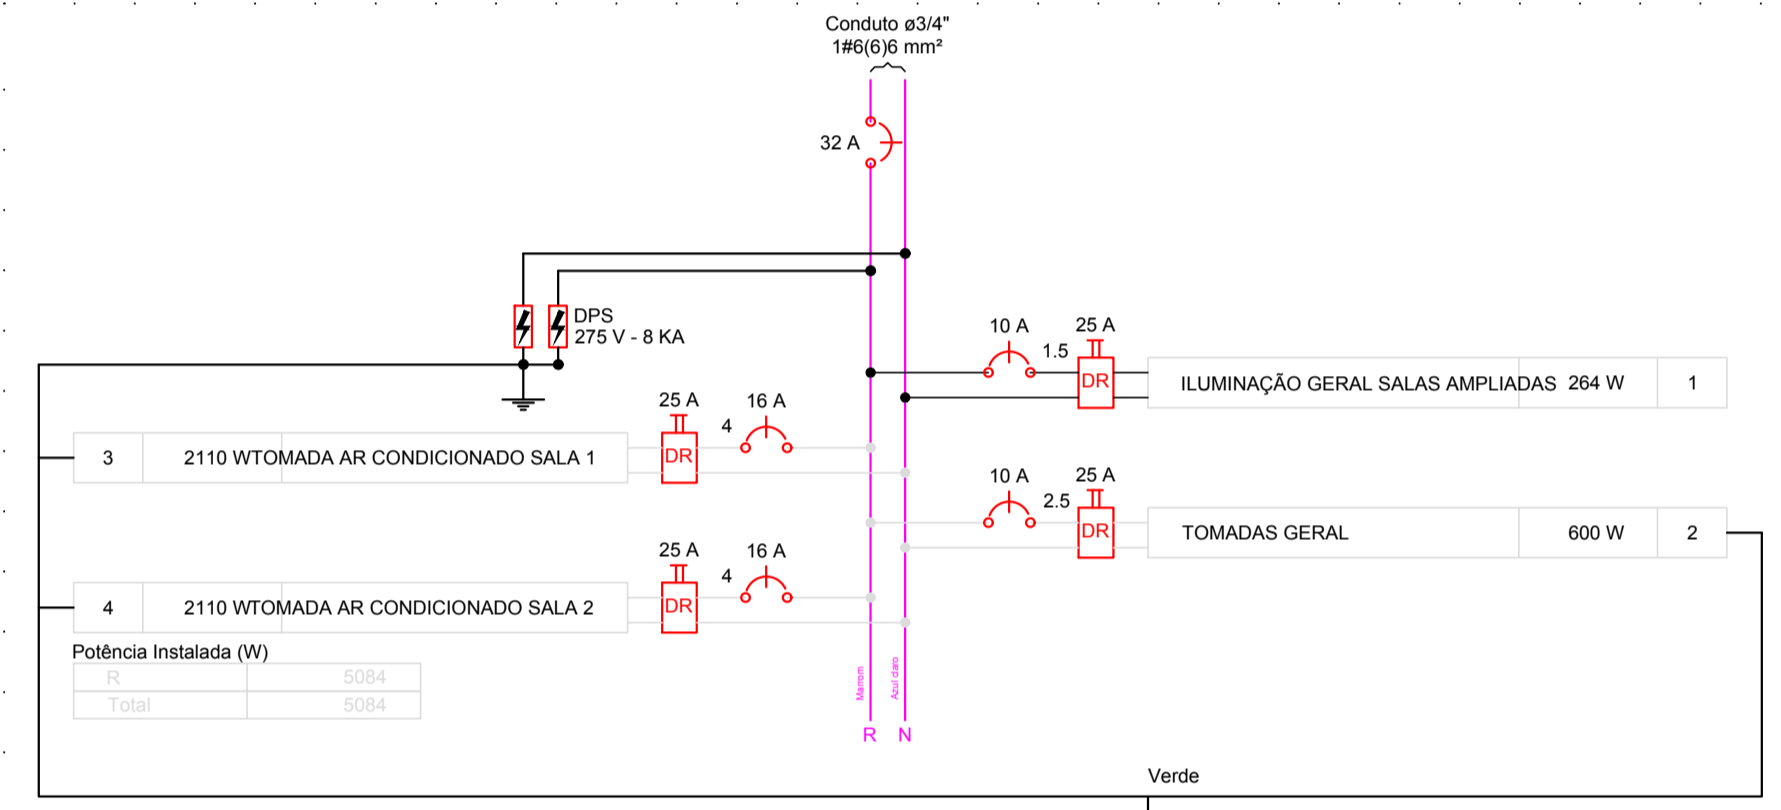 Conduto ø3/4"
1#6(6)6 mm²
32 A
DPS
275 V - 8 KA
10 A
25 A
1.5
DR
ILUMINAÇÃO GERAL SALAS AMPLIADAS 264 W 1
25 A
16 A
4
DR
3 2110 WTOMADA AR CONDICIONADO SALA 1
10 A
25 A
2.5
DR
TOMADAS GERAL 600 W 2
25 A
16 A
4
DR
4 2110 WTOMADA AR CONDICIONADO SALA 2
Potência Instalada (W)
R 5084
Total 5084
Marrom
Azul claro
R N
Verde